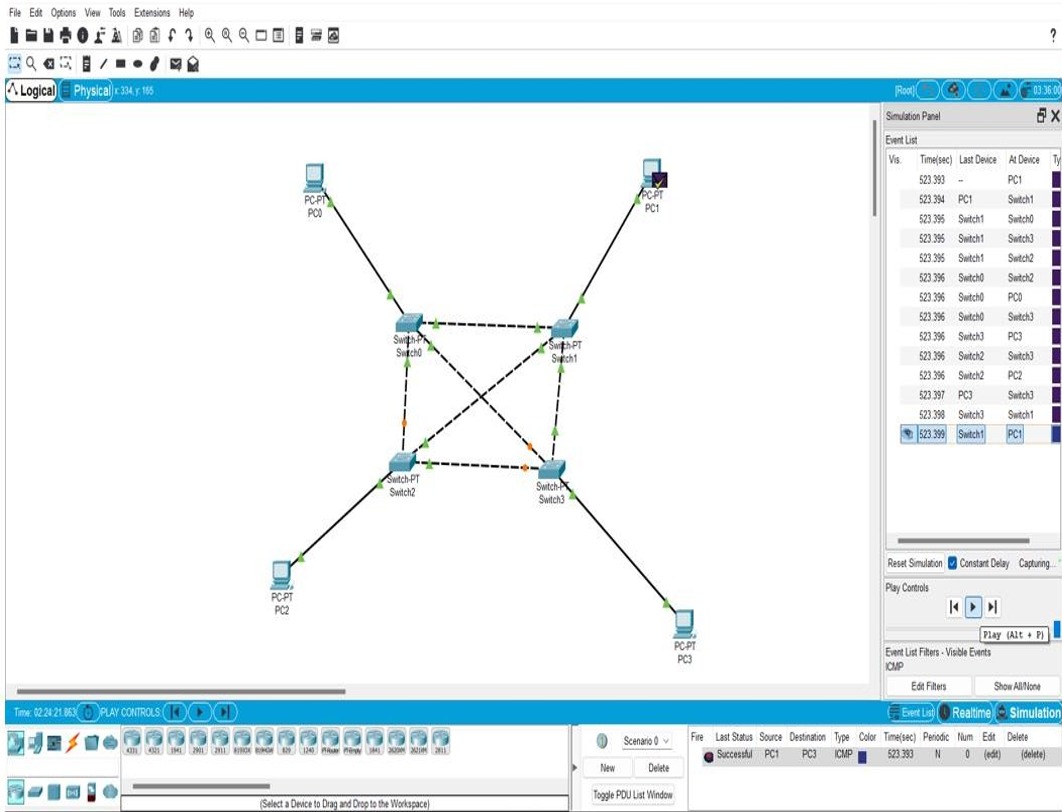 File Edit Options View Tools Extensions Help
?
Logical Physical x: 334, y: 165 [Root] 03:36:00
Simulation Panel
Event List
Vis. Time(sec) Last Device At Device Ty
523.393 -- PC1
523.394 PC1 Switch1
523.395 Switch1 Switch0
523.395 Switch1 Switch3
523.395 Switch1 Switch2
523.396 Switch0 Switch2
523.396 Switch0 PC0
523.396 Switch0 Switch3
523.396 Switch3 PC3
523.396 Switch2 Switch3
523.396 Switch2 PC2
523.397 PC3 Switch3
523.398 Switch3 Switch1
523.399 Switch1 PC1
Reset Simulation Constant Delay Capturing...
Play Controls
Play (Alt + P)
Event List Filters - Visible Events
ICMP
Edit Filters Show All/None
PC-PT
PC0
PC-PT
PC1
Switch-PT
Switch0
Switch-PT
Switch1
Switch-PT
Switch2
Switch-PT
Switch3
PC-PT
PC2
PC-PT
PC3
Time: 02:24:21.863 PLAY CONTROLS: Event List Realtime Simulation
4331 4321 1941 2901 2911 819IOX 819HGW 829 1240 PT-Router PT-Empty 1841 2620XM 2621XM 2811
(Select a Device to Drag and Drop to the Workspace)
Scenario 0
New Delete
Toggle PDU List Window
Fire Last Status Source Destination Type Color Time(sec) Periodic Num Edit Delete
Successful PC1 PC3 ICMP 523.393 N 0 (edit) (delete)